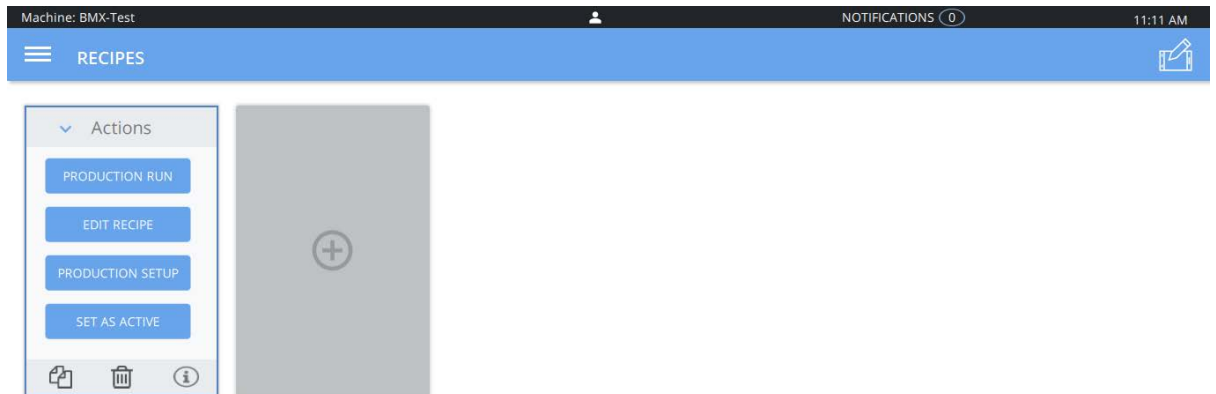 Machine: BMX-Test NOTIFICATIONS 0 11:11 AM
RECIPES
Actions
PRODUCTION RUN
EDIT RECIPE
PRODUCTION SETUP
SET AS ACTIVE